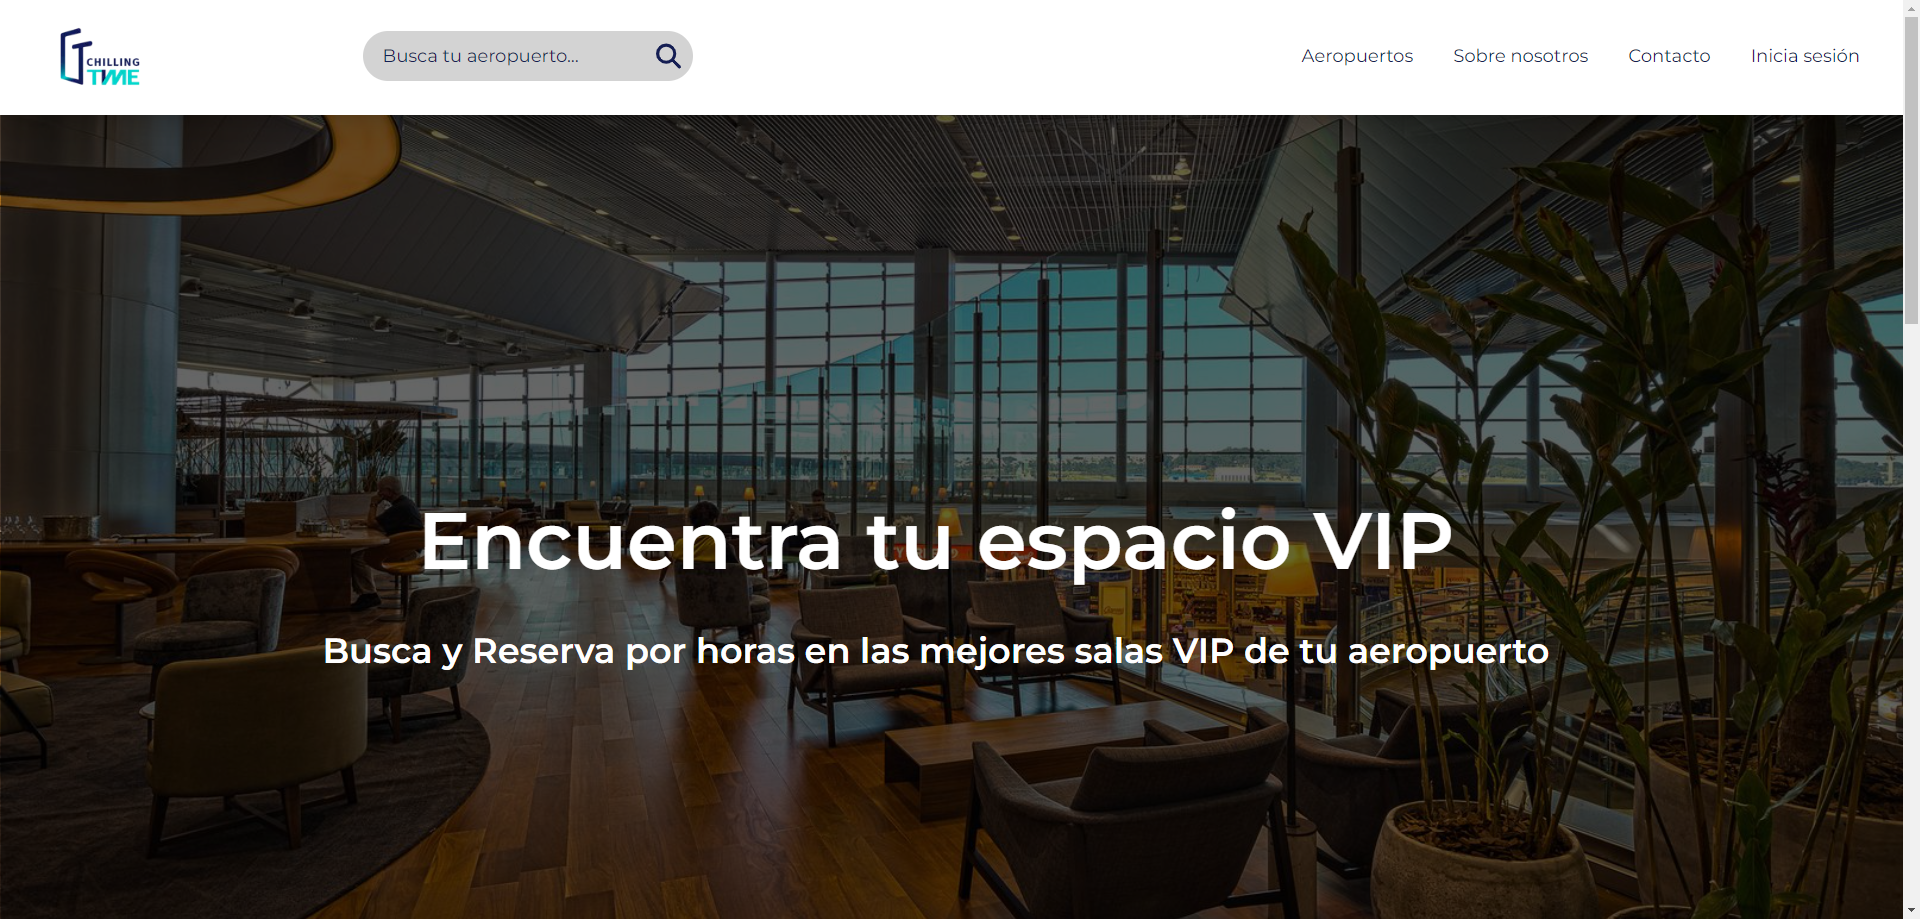 CHILLING
TIME
Busca tu aeropuerto...
Aeropuertos
Sobre nosotros
Contacto
Inicia sesión
Encuentra tu espacio VIP
Busca y Reserva por horas en las mejores salas VIP de tu aeropuerto